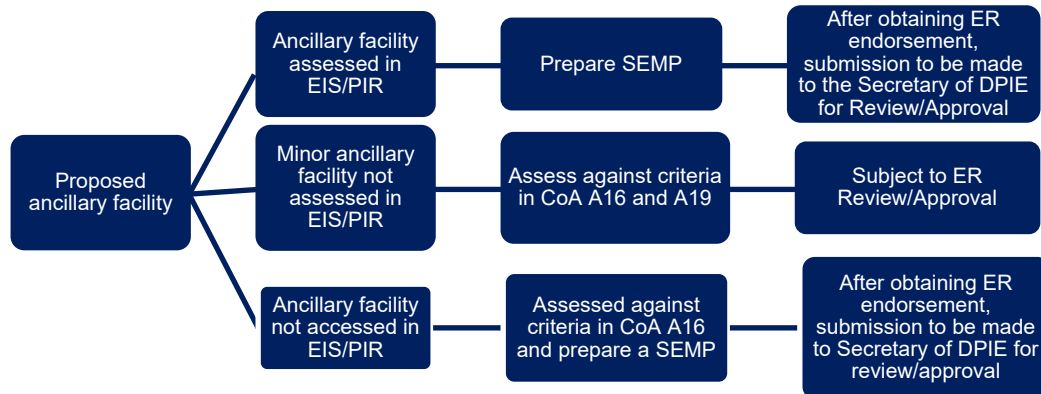 Proposed
ancillary facility
Ancillary facility
assessed in
EIS/PIR
Prepare SEMP
After obtaining ER
endorsement,
submission to be made
to the Secretary of DPIE
for Review/Approval
Minor ancillary
facility not
assessed in
EIS/PIR
Assess against criteria
in CoA A16 and A19
Subject to ER
Review/Approval
Ancillary facility
not accessed in
EIS/PIR
Assessed against
criteria in CoA A16
and prepare a SEMP
After obtaining ER
endorsement,
submission to be made
to Secretary of DPIE for
review/approval